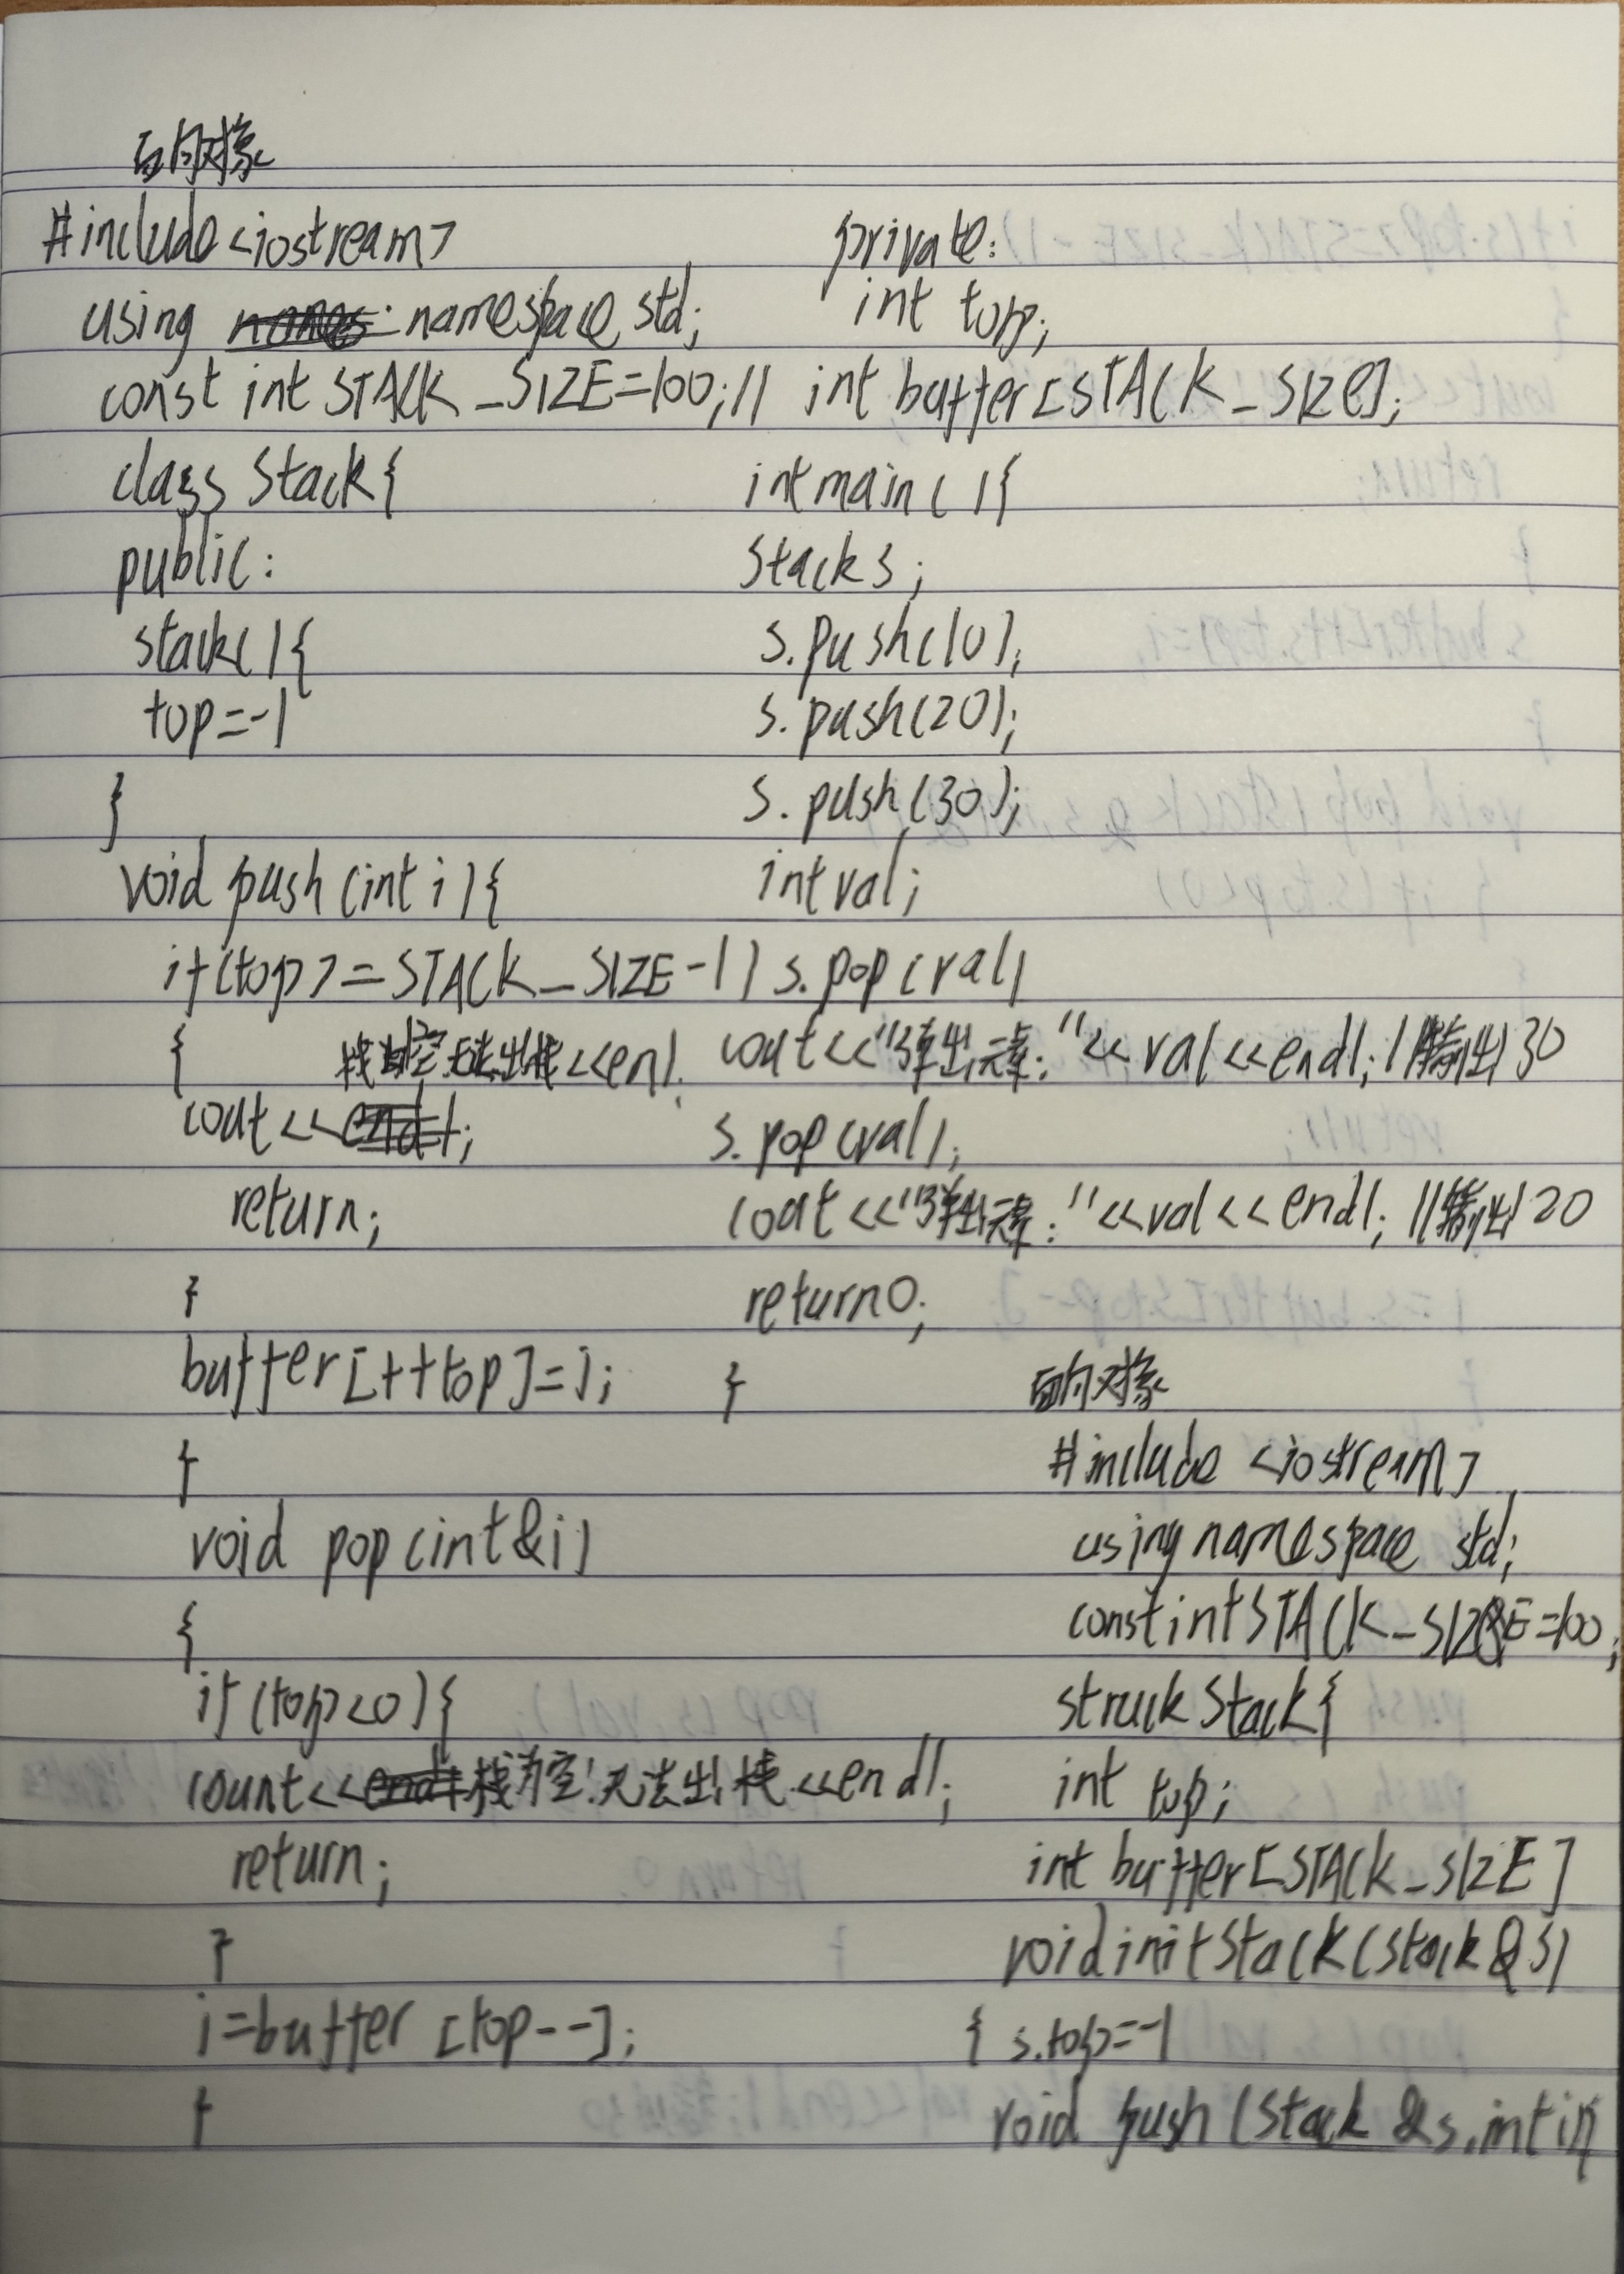 面向对象
#include<iostream>
using namespace std;
const int STACK_SIZE=100;//
class Stack{
public:
stack(){
top=-1
}
void push(int i){
if(top>=STACK_SIZE-1)
{
栈为空无法出栈<<enl.
cout<<
return;
}
buffer[++top]=i;
}
void pop(int&i)
{
if(top<0){
count<<栈为空!无法出栈<<endl;
return;
}
i=buffer[top--];
}
private:
int top;
int buffer[STACK_SIZe];
int main(){
Stack s;
s.push(10);
s.push(20);
s.push(30);
int val;
s.pop(val)
cout<<"弹出元素:"<<val<<endl;//输出30
s.pop(val);
cout<<"弹出元素:"<<val<<endl;//输出20
return 0;
}
面向对象
#include <iostream>
using namespace std;
const int STACK_SIZE=100;
struck Stack{
int top;
int buffer[STACK_SIZE]
void initStack(Stack &S)
{ s.top=-1
void push(Stack &s,int i){